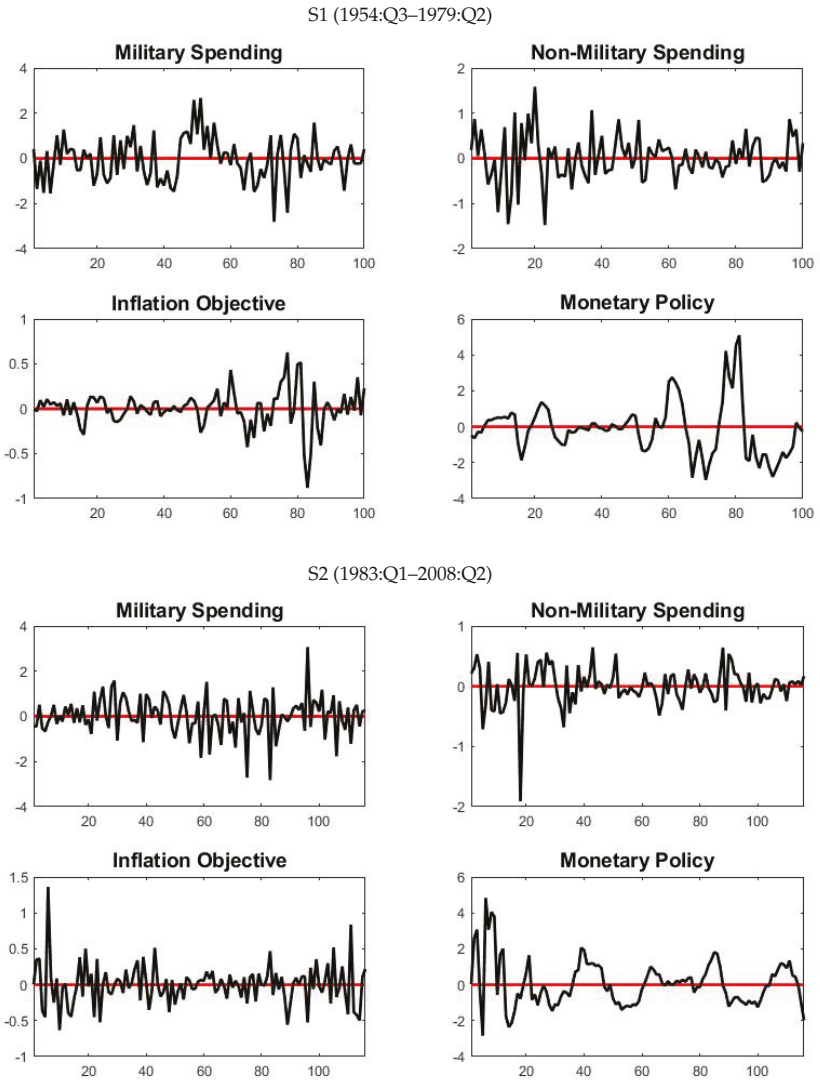 S1 (1954:Q3–1979:Q2)
Military Spending
4
2
0
-2
-4
20 40 60 80 100
Non-Military Spending
2
1
0
-1
-2
20 40 60 80 100
Inflation Objective
1
0.5
0
-0.5
-1
20 40 60 80 100
Monetary Policy
6
4
2
0
-2
-4
20 40 60 80 100
S2 (1983:Q1–2008:Q2)
Military Spending
4
2
0
-2
-4
20 40 60 80 100
Non-Military Spending
1
0
-1
-2
20 40 60 80 100
Inflation Objective
1.5
1
0.5
0
-0.5
-1
20 40 60 80 100
Monetary Policy
6
4
2
0
-2
-4
20 40 60 80 100